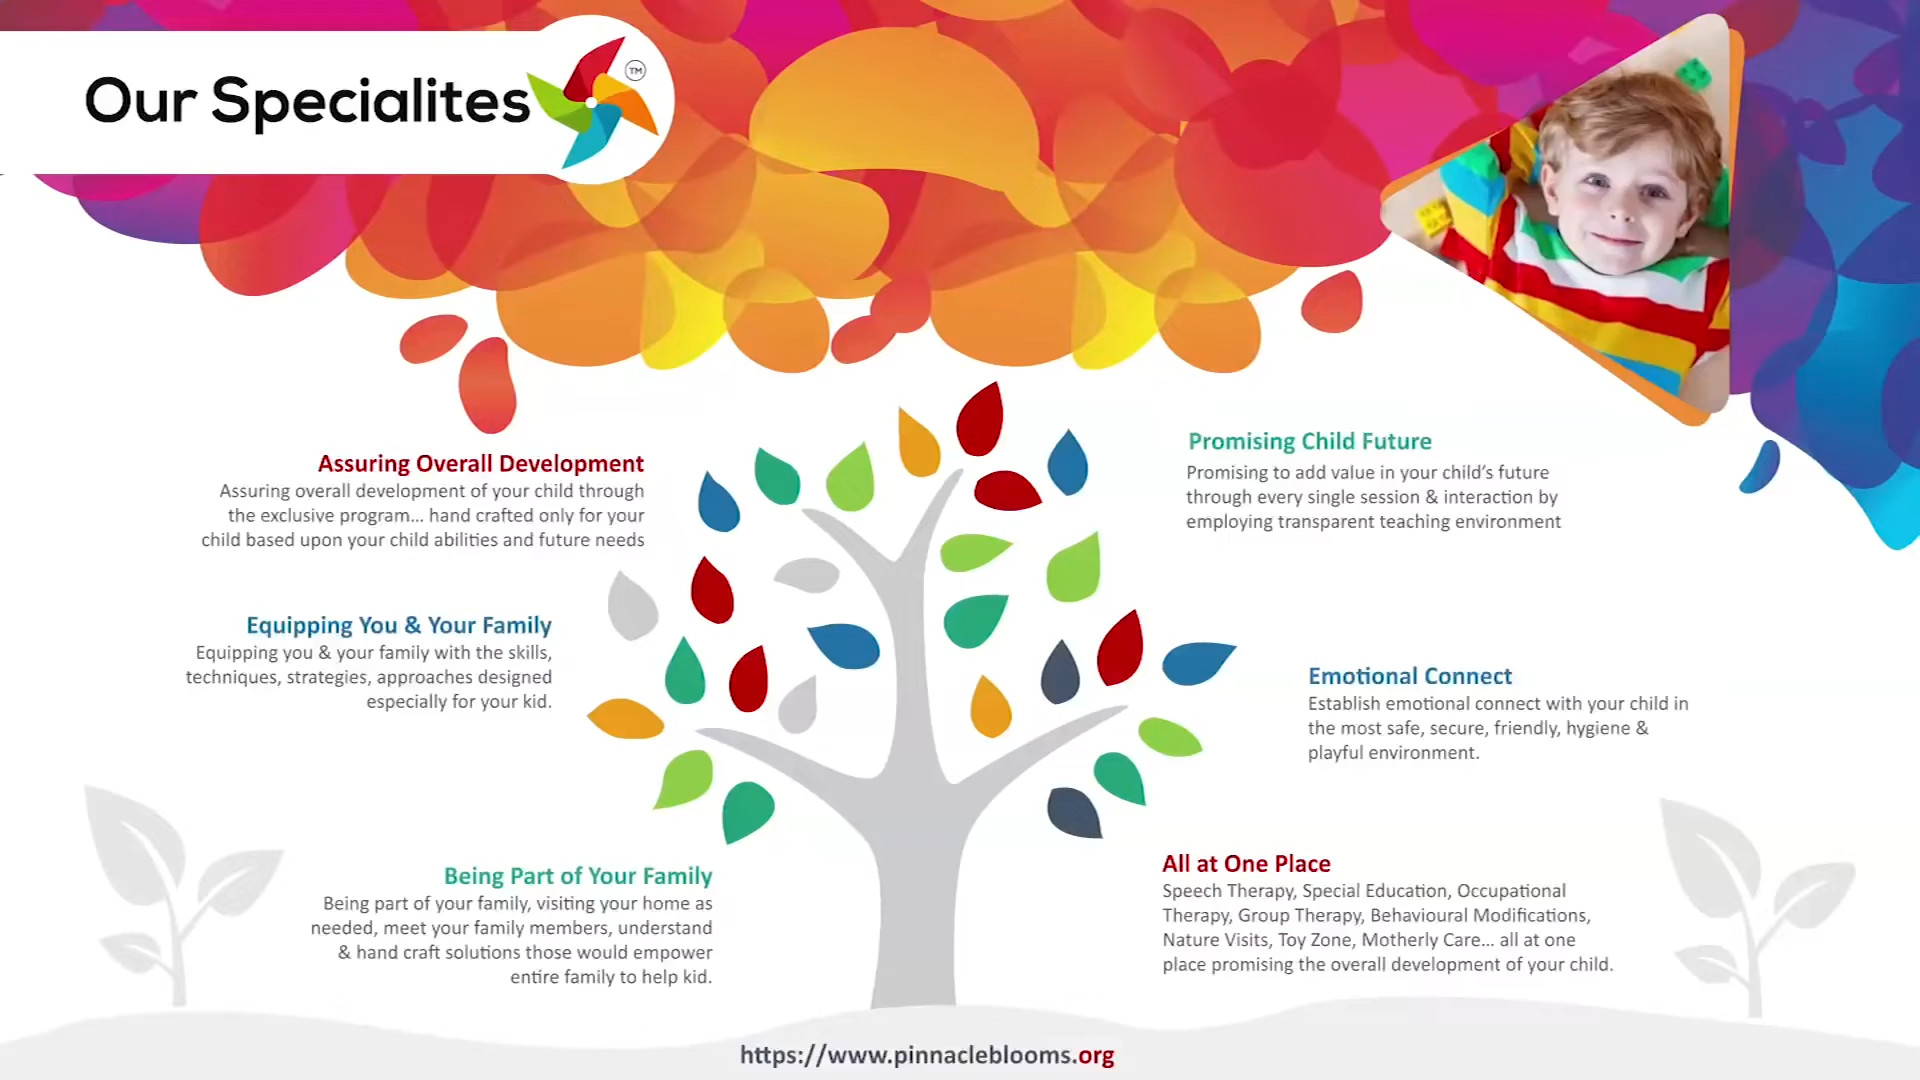 Our Specialites
TM
Assuring Overall Development
Assuring overall development of your child through
the exclusive program... hand crafted only for your
child based upon your child abilities and future needs
Equipping You & Your Family
Equipping you & your family with the skills,
techniques, strategies, approaches designed
especially for your kid.
Being Part of Your Family
Being part of your family, visiting your home as
needed, meet your family members, understand
& hand craft solutions those would empower
entire family to help kid.
Promising Child Future
Promising to add value in your child’s future
through every single session & interaction by
employing transparent teaching environment
Emotional Connect
Establish emotional connect with your child in
the most safe, secure, friendly, hygiene &
playful environment.
All at One Place
Speech Therapy, Special Education, Occupational
Therapy, Group Therapy, Behavioural Modifications,
Nature Visits, Toy Zone, Motherly Care... all at one
place promising the overall development of your child.
https://www.pinnacleblooms.org